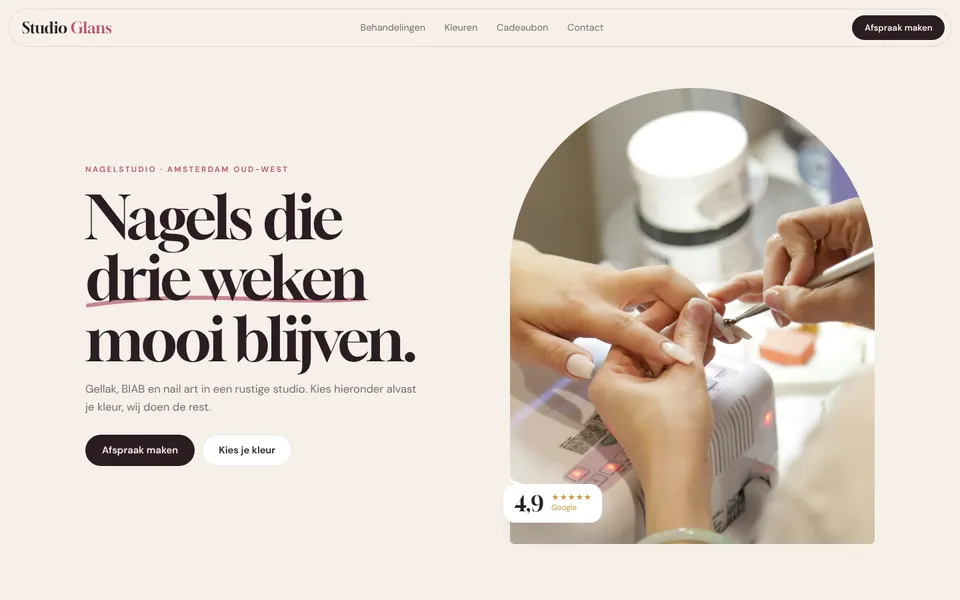 Studio Glans
Behandelingen
Kleuren
Cadeaubon
Contact
Afspraak maken
NAGELSTUDIO · AMSTERDAM OUD-WEST
Nagels die
drie weken
mooi blijven.
Gellak, BIAB en nail art in een rustige studio. Kies hieronder alvast
je kleur, wij doen de rest.
Afspraak maken
Kies je kleur
4,9
★★★★★
Google